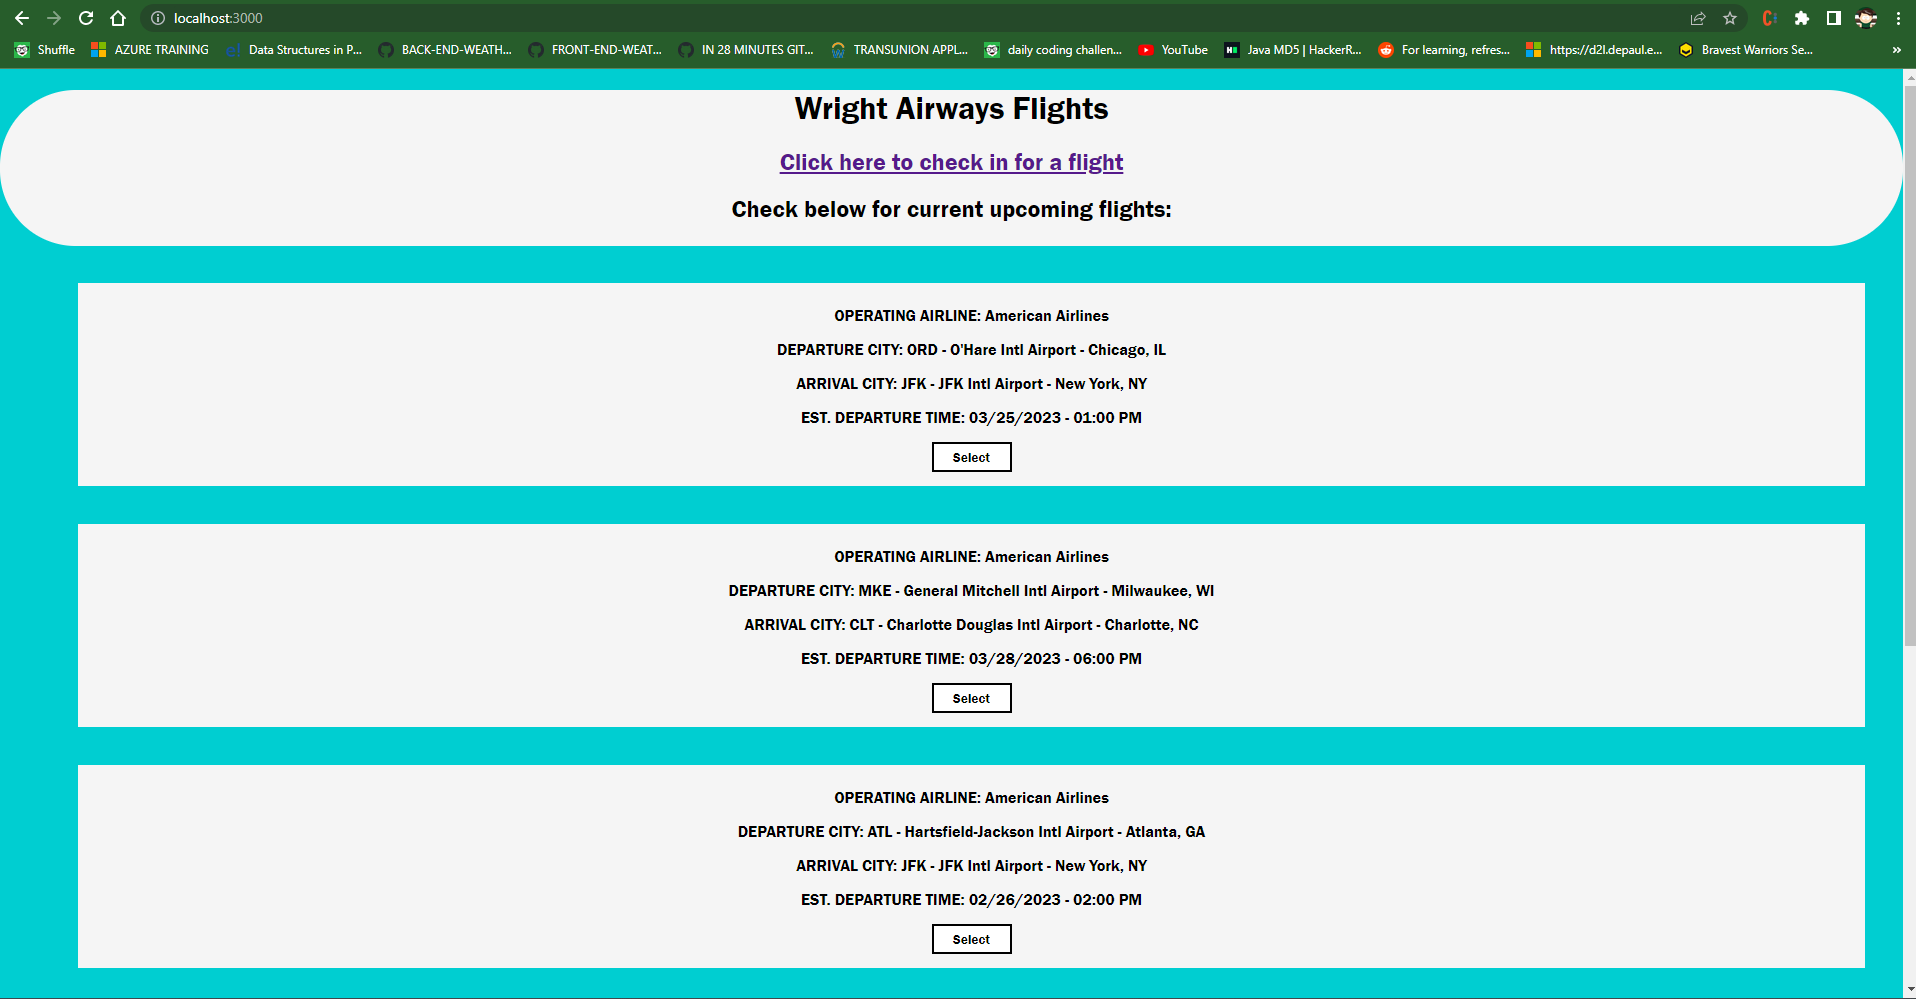 localhost:3000
Shuffle AZURE TRAINING Data Structures in P... BACK-END-WEATH... FRONT-END-WEAT... IN 28 MINUTES GIT... TRANSUNION APPL... daily coding challen... YouTube Java MD5 | HackerR... For learning, refres... https://d2l.depaul.e... Bravest Warriors Se... »
Wright Airways Flights
Click here to check in for a flight
Check below for current upcoming flights:
OPERATING AIRLINE: American Airlines
DEPARTURE CITY: ORD - O'Hare Intl Airport - Chicago, IL
ARRIVAL CITY: JFK - JFK Intl Airport - New York, NY
EST. DEPARTURE TIME: 03/25/2023 - 01:00 PM
Select
OPERATING AIRLINE: American Airlines
DEPARTURE CITY: MKE - General Mitchell Intl Airport - Milwaukee, WI
ARRIVAL CITY: CLT - Charlotte Douglas Intl Airport - Charlotte, NC
EST. DEPARTURE TIME: 03/28/2023 - 06:00 PM
Select
OPERATING AIRLINE: American Airlines
DEPARTURE CITY: ATL - Hartsfield-Jackson Intl Airport - Atlanta, GA
ARRIVAL CITY: JFK - JFK Intl Airport - New York, NY
EST. DEPARTURE TIME: 02/26/2023 - 02:00 PM
Select